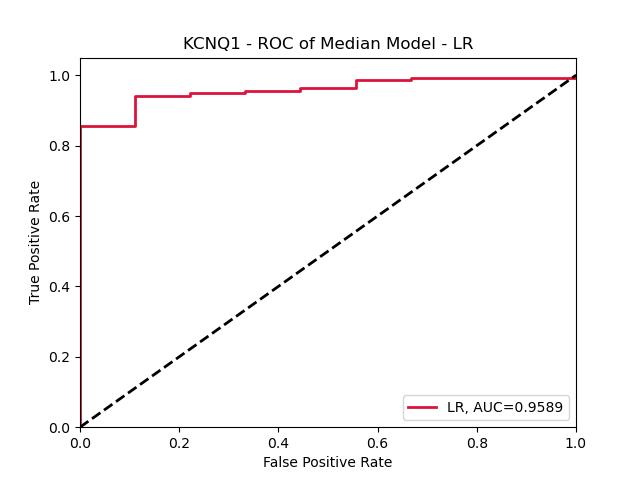 KCNQ1 - ROC of Median Model - LR
True Positive Rate
1.0
0.8
0.6
0.4
0.2
0.0
LR, AUC=0.9589
0.0 0.2 0.4 0.6 0.8 1.0
False Positive Rate